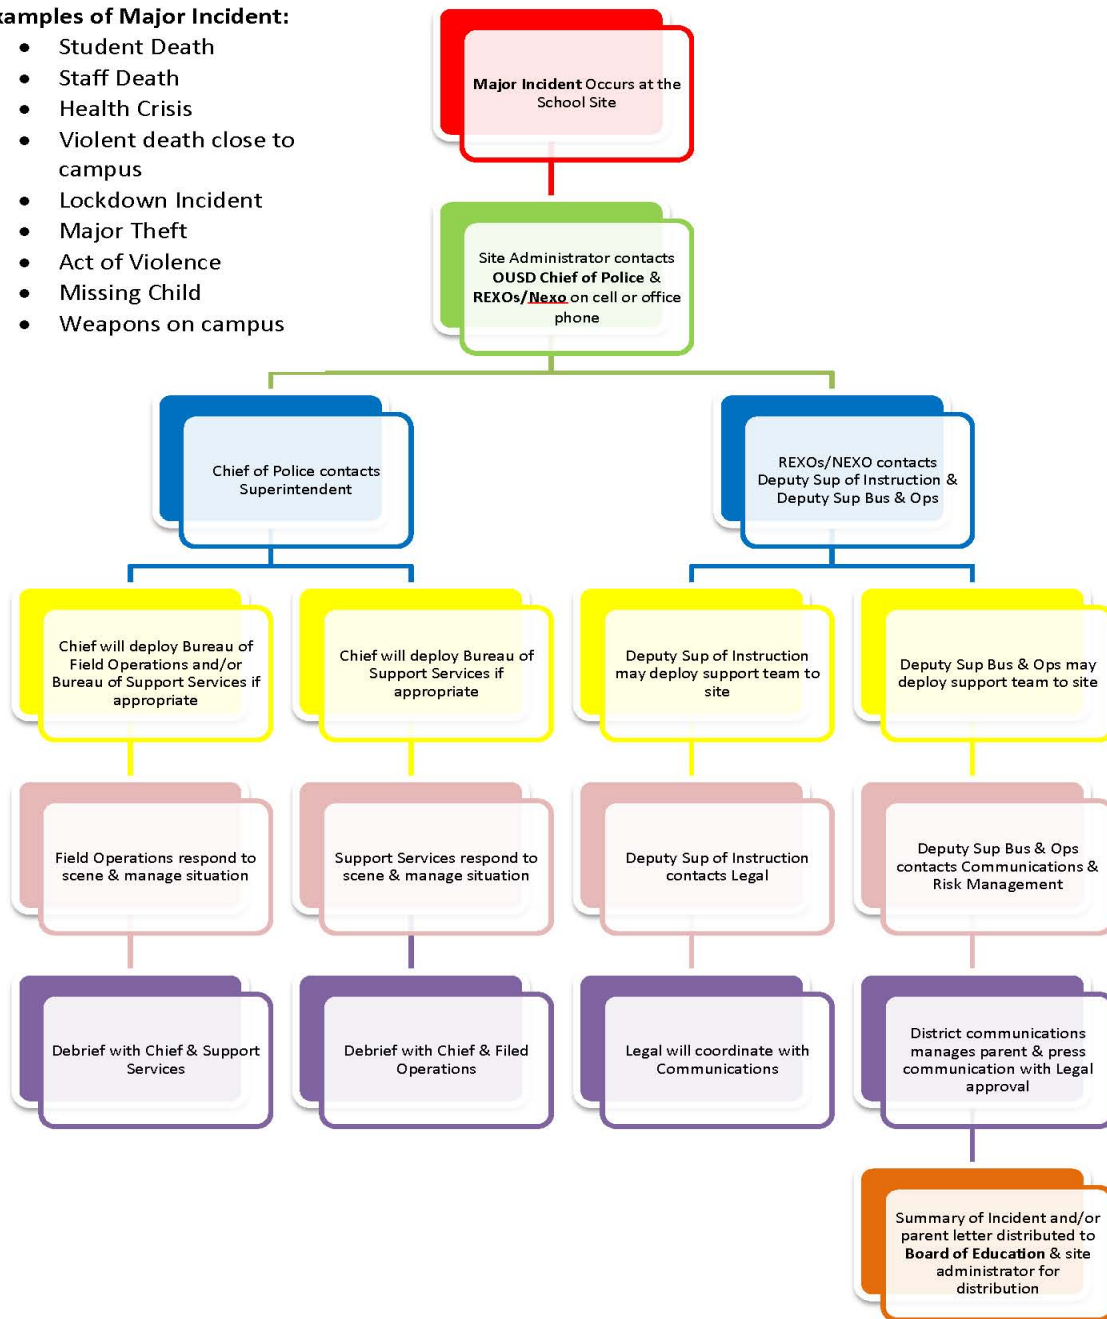 xamples of Major Incident:
• Student Death
• Staff Death
• Health Crisis
• Violent death close to
campus
• Lockdown Incident
• Major Theft
• Act of Violence
• Missing Child
• Weapons on campus
Major Incident Occurs at the
School Site
Site Administrator contacts
OUSD Chief of Police &
REXOs/Nexo on cell or office
phone
Chief of Police contacts
Superintendent
REXOs/NEXO contacts
Deputy Sup of Instruction &
Deputy Sup Bus & Ops
Chief will deploy Bureau of
Field Operations and/or
Bureau of Support Services if
appropriate
Chief will deploy Bureau of
Support Services if
appropriate
Deputy Sup of Instruction
may deploy support team to
site
Deputy Sup Bus & Ops may
deploy support team to site
Field Operations respond to
scene & manage situation
Support Services respond to
scene & manage situation
Deputy Sup of Instruction
contacts Legal
Deputy Sup Bus & Ops
contacts Communications &
Risk Management
Debrief with Chief & Support
Services
Debrief with Chief & Filed
Operations
Legal will coordinate with
Communications
District communications
manages parent & press
communication with Legal
approval
Summary of Incident and/or
parent letter distributed to
Board of Education & site
administrator for
distribution